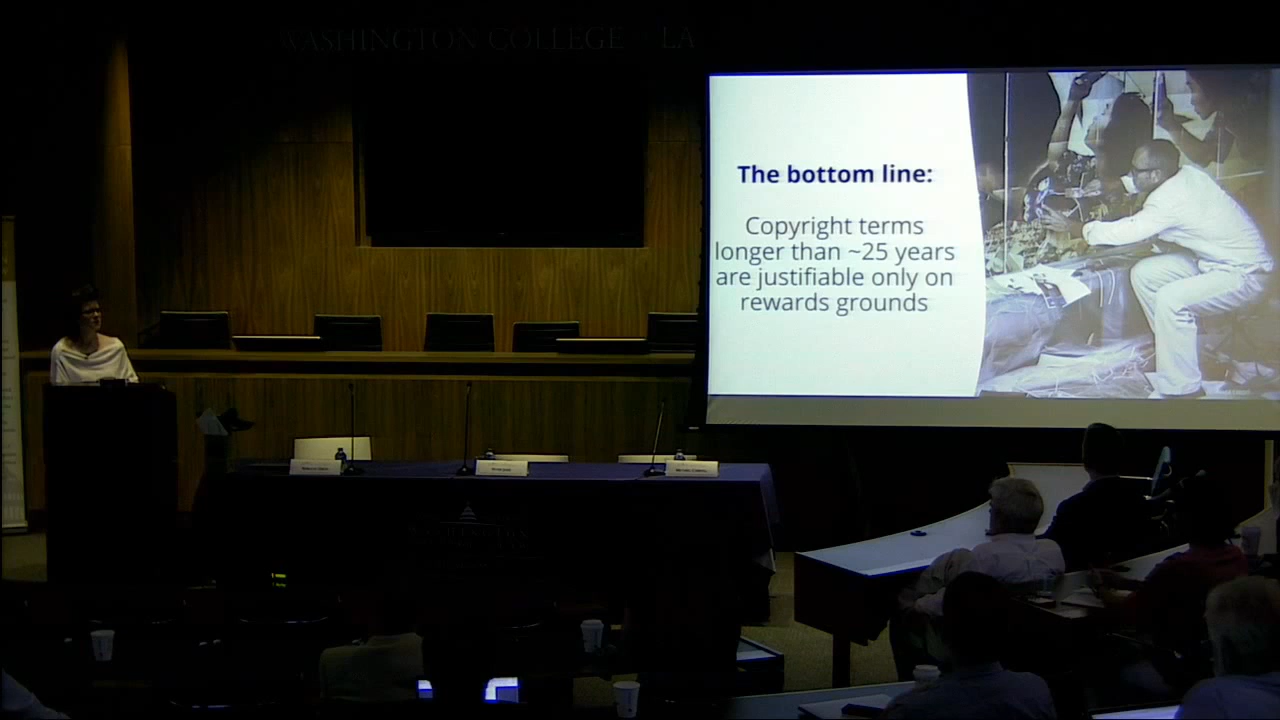 WASHINGTON COLLEGE
The bottom line:
Copyright terms
longer than ~25 years
are justifiable only on
rewards grounds